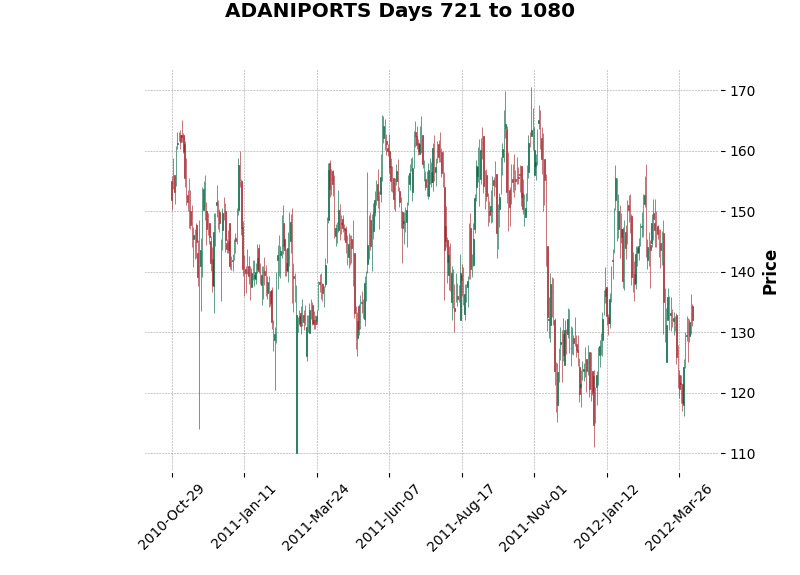 ADANIPORTS Days 721 to 1080
170
160
150
140
130
120
110
Price
2010-Oct-29
2011-Jan-11
2011-Mar-24
2011-Jun-07
2011-Aug-17
2011-Nov-01
2012-Jan-12
2012-Mar-26